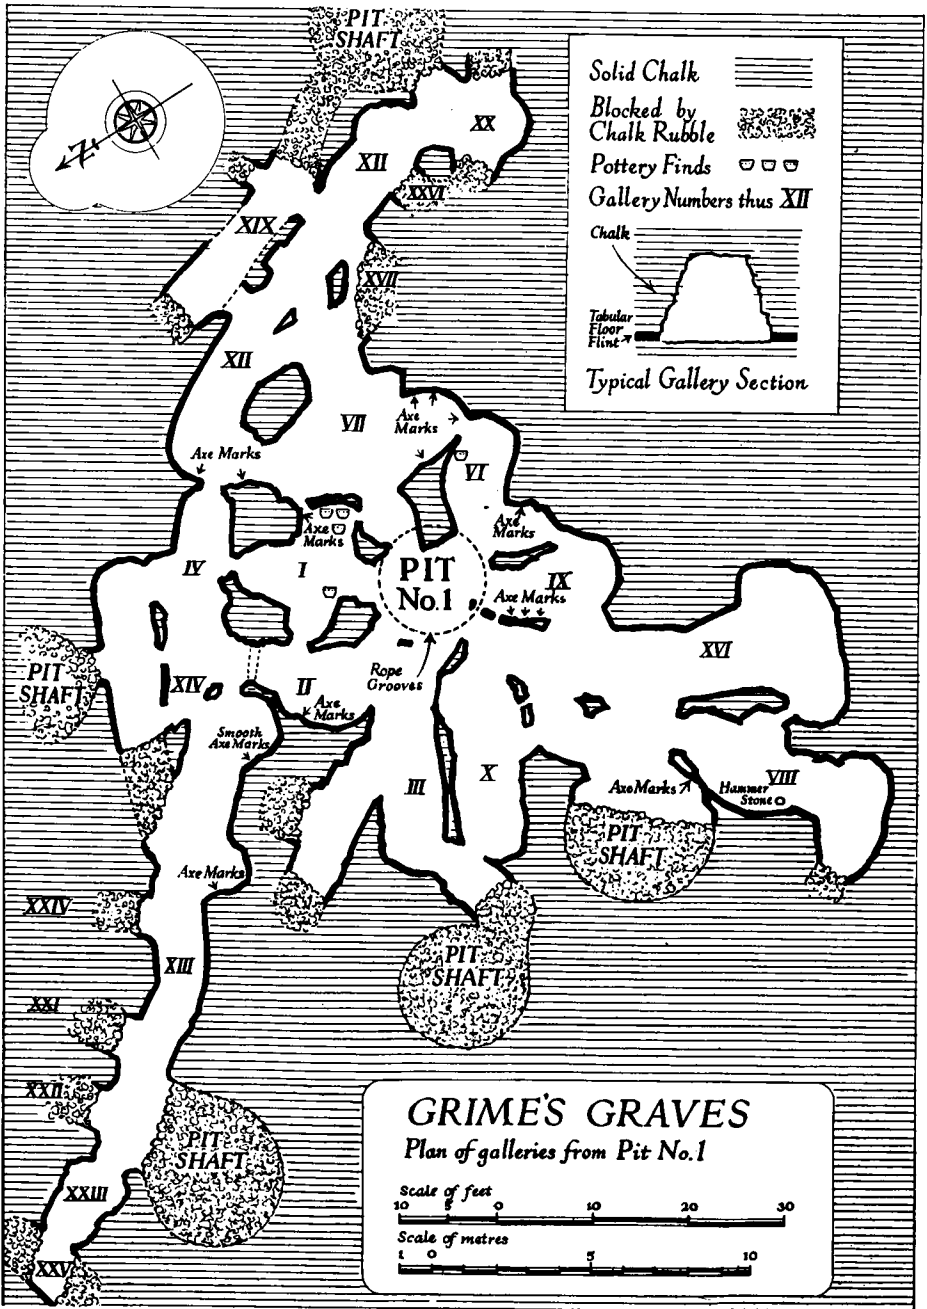 PIT
SHAFT
Solid Chalk
Blocked by
Chalk Rubble
Pottery Finds
Gallery Numbers thus XII
Chalk
Tabular
Floor
Flint
Typical Gallery Section
N
XX
XII
XXVI
XIX
XVII
XII
VII
Axe
Marks
Axe Marks
VI
Axe
Marks
Axe
Marks
IV
I
PIT
No.1
IX
Axe Marks
XVI
PIT
SHAFT
XIV
II
Rope
Grooves
Axe
Marks
Smooth
Axe Marks
III
X
VIII
Axe Marks
Hammer
Stone
PIT
SHAFT
Axe Marks
XXIV
XIII
PIT
SHAFT
XXI
XXII
PIT
SHAFT
XXIII
XXV
GRIME'S GRAVES
Plan of galleries from Pit No.1
Scale of feet
10 5 0 10 20 30
Scale of metres
1 0 5 10